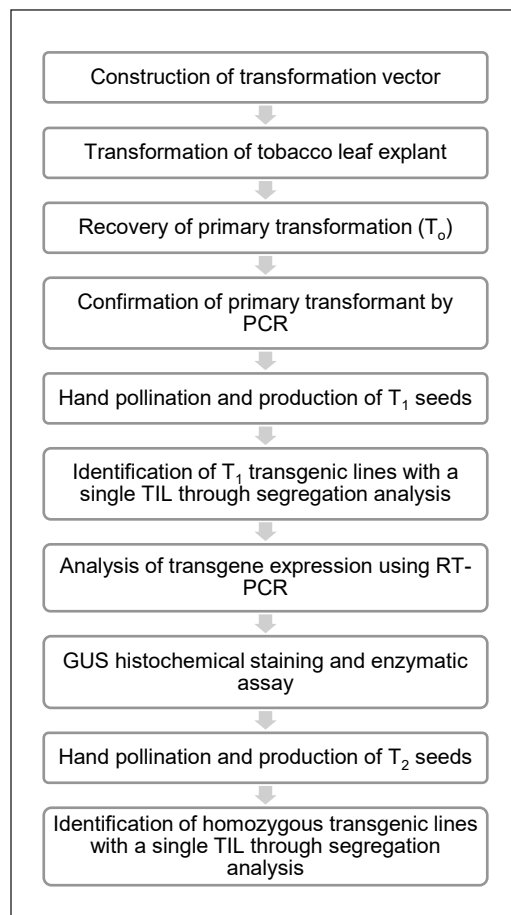 Construction of transformation vector
Transformation of tobacco leaf explant
Recovery of primary transformation (Tₒ)
Confirmation of primary transformant by
PCR
Hand pollination and production of T₁ seeds
Identification of T₁ transgenic lines with a
single TIL through segregation analysis
Analysis of transgene expression using RT-
PCR
GUS histochemical staining and enzymatic
assay
Hand pollination and production of T₂ seeds
Identification of homozygous transgenic lines
with a single TIL through segregation
analysis